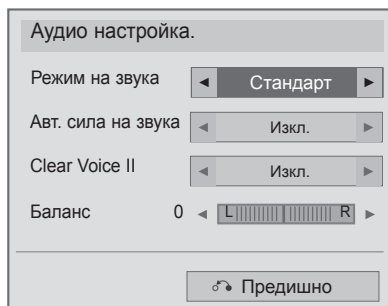 Аудио настройка.
Режим на звука ◄ Стандарт ►
Авт. сила на звука ◄ Изкл. ►
Clear Voice II ◄ Изкл. ►
Баланс 0 ◄ L R ►
Предишно